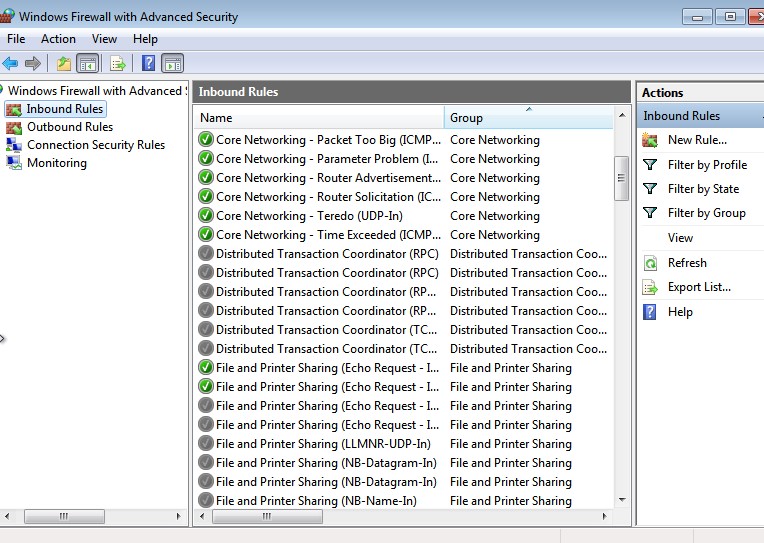 Windows Firewall with Advanced Security
File Action View Help
Windows Firewall with Advanced S
Inbound Rules
Outbound Rules
Connection Security Rules
Monitoring
Inbound Rules
Name Group
Core Networking - Packet Too Big (ICMP... Core Networking
Core Networking - Parameter Problem (I... Core Networking
Core Networking - Router Advertisement... Core Networking
Core Networking - Router Solicitation (IC... Core Networking
Core Networking - Teredo (UDP-In) Core Networking
Core Networking - Time Exceeded (ICMP... Core Networking
Distributed Transaction Coordinator (RPC) Distributed Transaction Coo...
Distributed Transaction Coordinator (RPC) Distributed Transaction Coo...
Distributed Transaction Coordinator (RP... Distributed Transaction Coo...
Distributed Transaction Coordinator (RP... Distributed Transaction Coo...
Distributed Transaction Coordinator (TC... Distributed Transaction Coo...
Distributed Transaction Coordinator (TC... Distributed Transaction Coo...
File and Printer Sharing (Echo Request - I... File and Printer Sharing
File and Printer Sharing (Echo Request - I... File and Printer Sharing
File and Printer Sharing (Echo Request - I... File and Printer Sharing
File and Printer Sharing (Echo Request - I... File and Printer Sharing
File and Printer Sharing (LLMNR-UDP-In) File and Printer Sharing
File and Printer Sharing (NB-Datagram-In) File and Printer Sharing
File and Printer Sharing (NB-Datagram-In) File and Printer Sharing
File and Printer Sharing (NB-Name-In) File and Printer Sharing
Actions
Inbound Rules
New Rule...
Filter by Profile
Filter by State
Filter by Group
View
Refresh
Export List...
Help